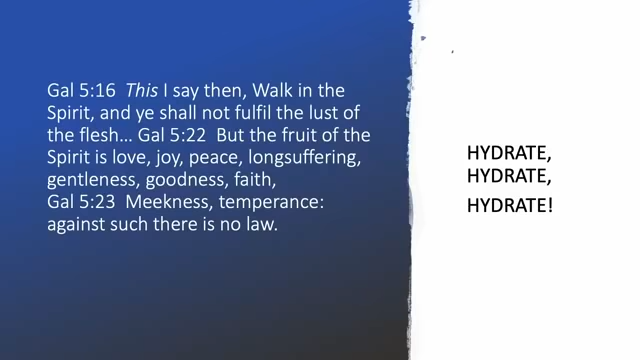 Gal 5:16  This I say then, Walk in the
Spirit, and ye shall not fulfil the lust of
the flesh… Gal 5:22  But the fruit of the
Spirit is love, joy, peace, longsuffering,
gentleness, goodness, faith,
Gal 5:23  Meekness, temperance:
against such there is no law.
HYDRATE,
HYDRATE,
HYDRATE!